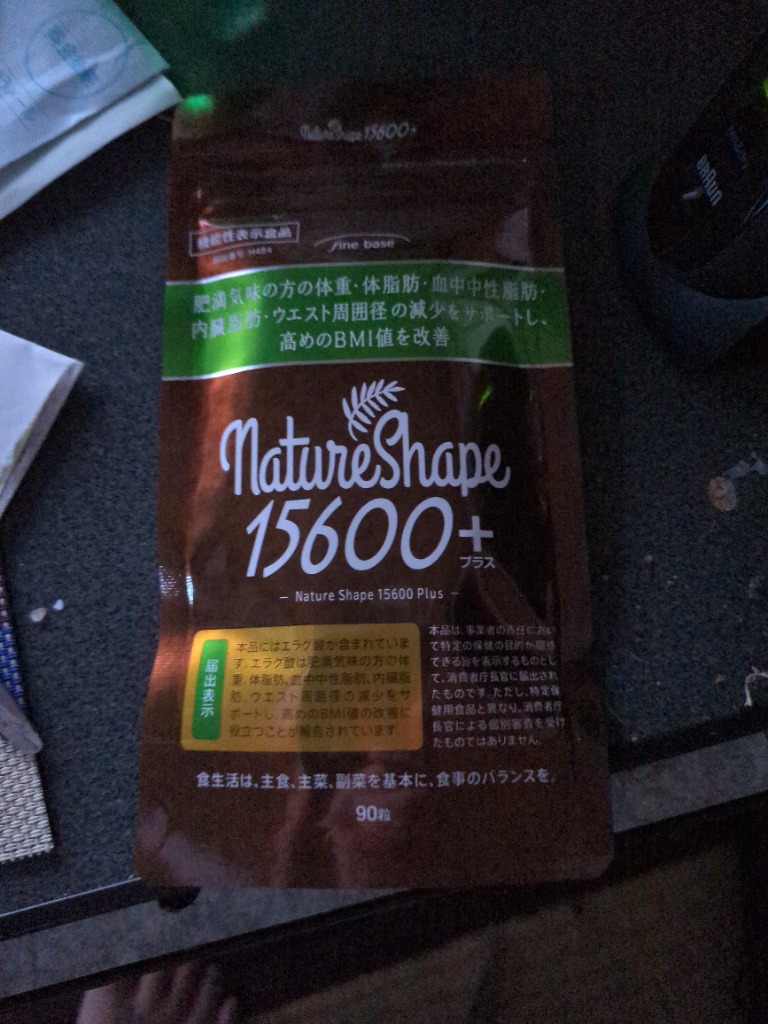 NatureShape 15600+
機能性表示食品
届出番号 H484
fine base
肥満気味の方の体重・体脂肪・血中中性脂肪・
内臓脂肪・ウエスト周囲径の減少をサポートし、
高めのBMI値を改善
NatureShape
15600+
プラス
– Nature Shape 15600 Plus –
届出表示
本品にはエラグ酸が含まれていま
す。エラグ酸は肥満気味の方の体
重、体脂肪、血中中性脂肪、内臓脂
肪、ウエスト周囲径の減少をサ
ポートし、高めのBMI値の改善に
役立つことが報告されています。
本品は、事業者の責任におい
て特定の保健の目的が期待
できる旨を表示するものとし
て、消費者庁長官に届出され
たものです。ただし、特定保
健用食品と異なり、消費者庁
長官による個別審査を受け
たものではありません。
食生活は、主食、主菜、副菜を基本に、食事のバランスを。
90粒
BRAUN